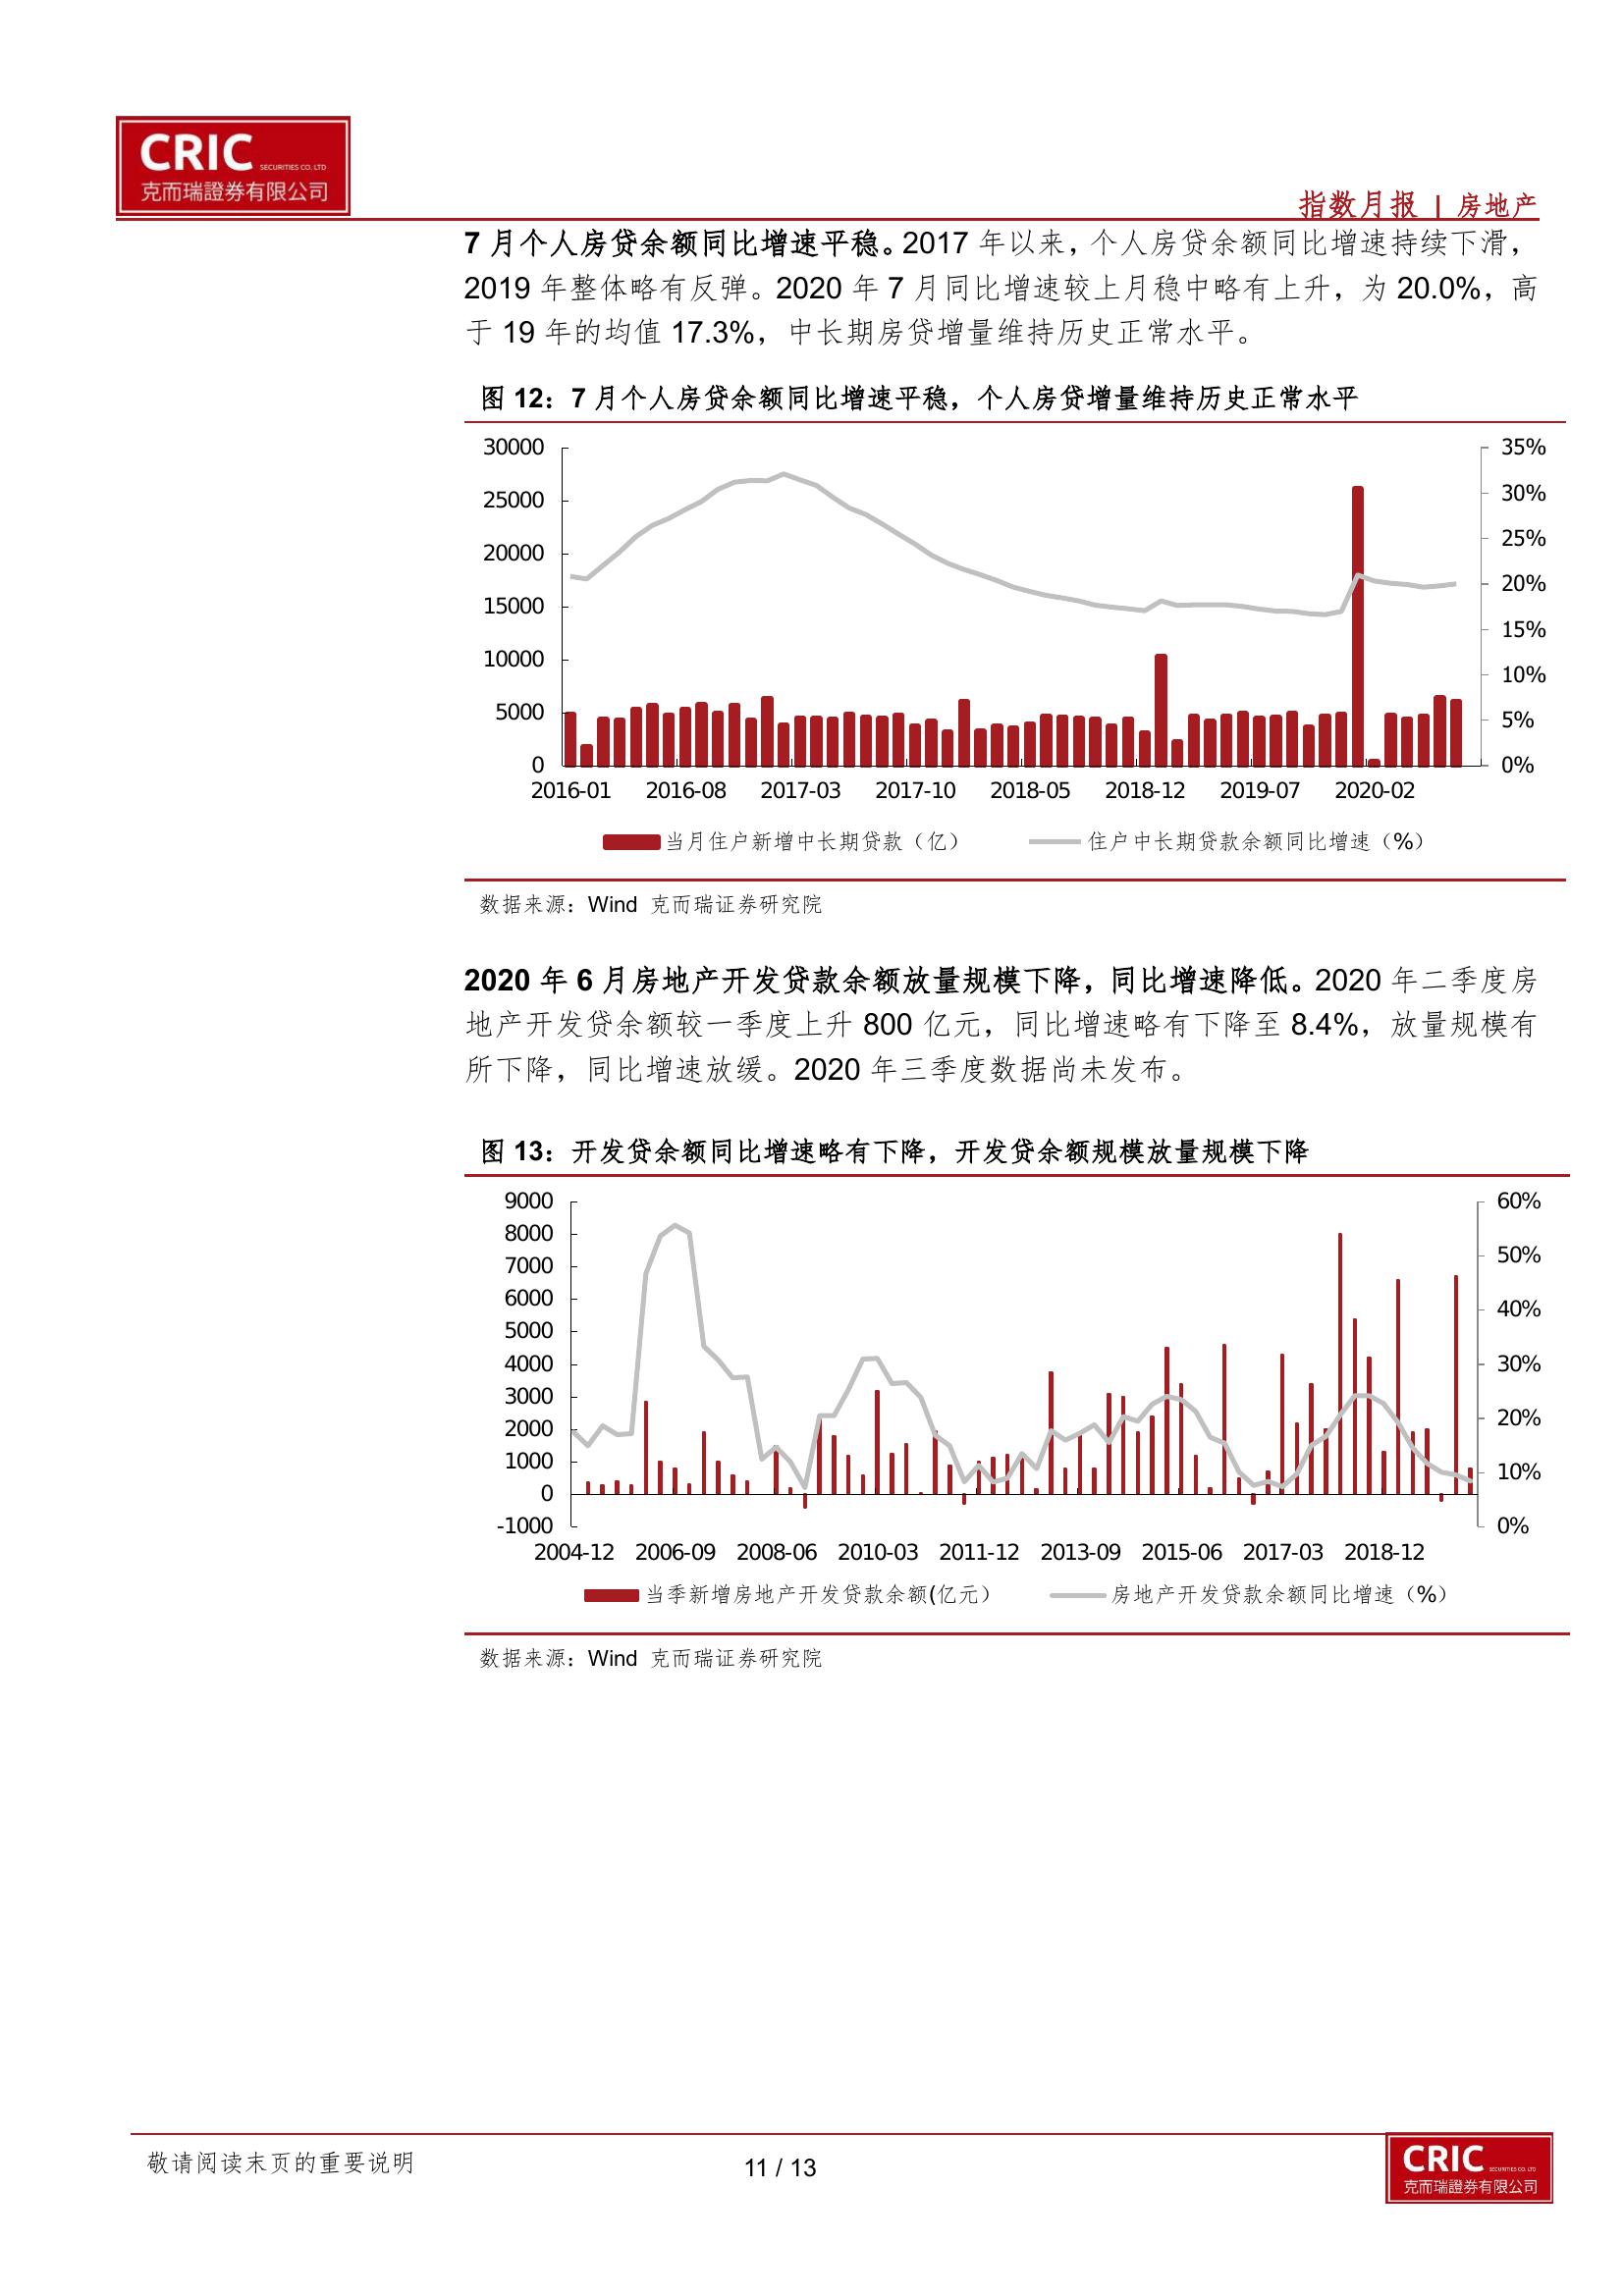 CRIC SECURITIES CO. LTD
克而瑞證券有限公司
指数月报 | 房地产
7 月个人房贷余额同比增速平稳。2017 年以来，个人房贷余额同比增速持续下滑，
2019 年整体略有反弹。2020 年 7 月同比增速较上月稳中略有上升，为 20.0%，高
于 19 年的均值 17.3%，中长期房贷增量维持历史正常水平。
图 12：7 月个人房贷余额同比增速平稳，个人房贷增量维持历史正常水平
30000 35%
25000 30%
20000 25%
15000 20%
10000 15%
5000 10%
0 5%
0%
2016-01 2016-08 2017-03 2017-10 2018-05 2018-12 2019-07 2020-02
当月住户新增中长期贷款（亿） 住户中长期贷款余额同比增速（%）
数据来源：Wind 克而瑞证券研究院
2020 年 6 月房地产开发贷款余额放量规模下降，同比增速降低。2020 年二季度房
地产开发贷余额较一季度上升 800 亿元，同比增速略有下降至 8.4%，放量规模有
所下降，同比增速放缓。2020 年三季度数据尚未发布。
图 13：开发贷余额同比增速略有下降，开发贷余额规模放量规模下降
9000 60%
8000
7000 50%
6000
5000 40%
4000 30%
3000
2000 20%
1000
0 10%
-1000 0%
2004-12 2006-09 2008-06 2010-03 2011-12 2013-09 2015-06 2017-03 2018-12
当季新增房地产开发贷款余额(亿元） 房地产开发贷款余额同比增速（%）
数据来源：Wind 克而瑞证券研究院
敬请阅读末页的重要说明
11 / 13
CRIC SECURITIES CO. LTD
克而瑞證券有限公司